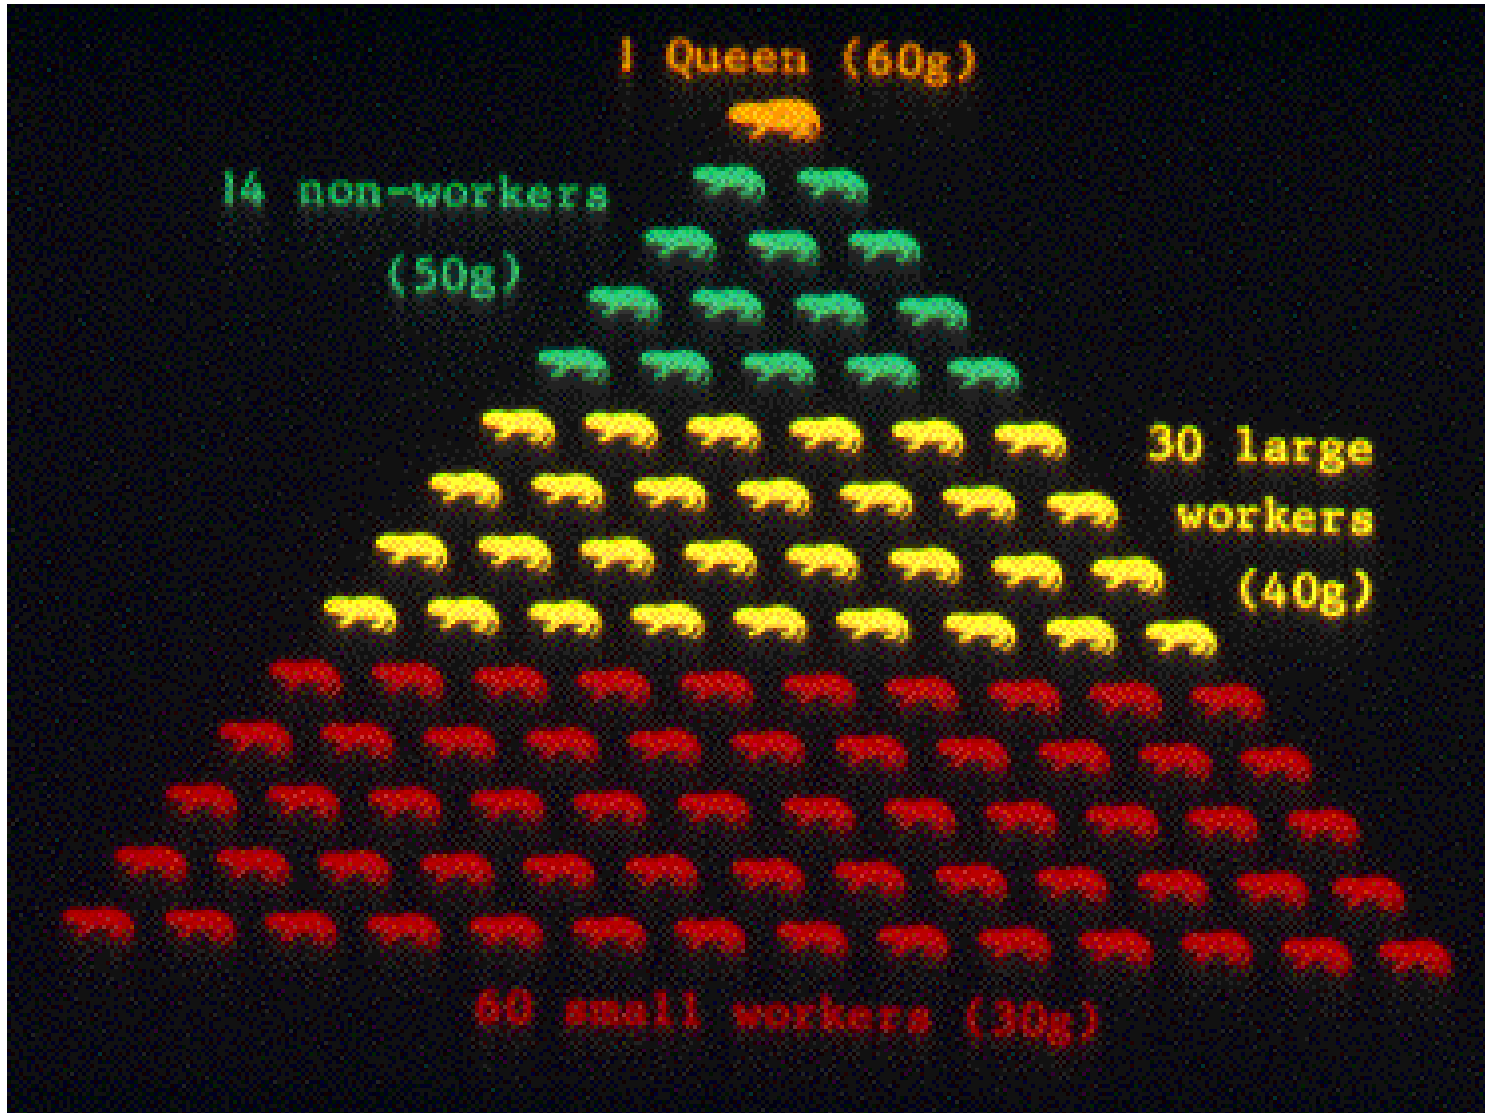 1 Queen (60g)
14 non-workers
(50g)
30 large
workers
(40g)
60 small workers (30g)